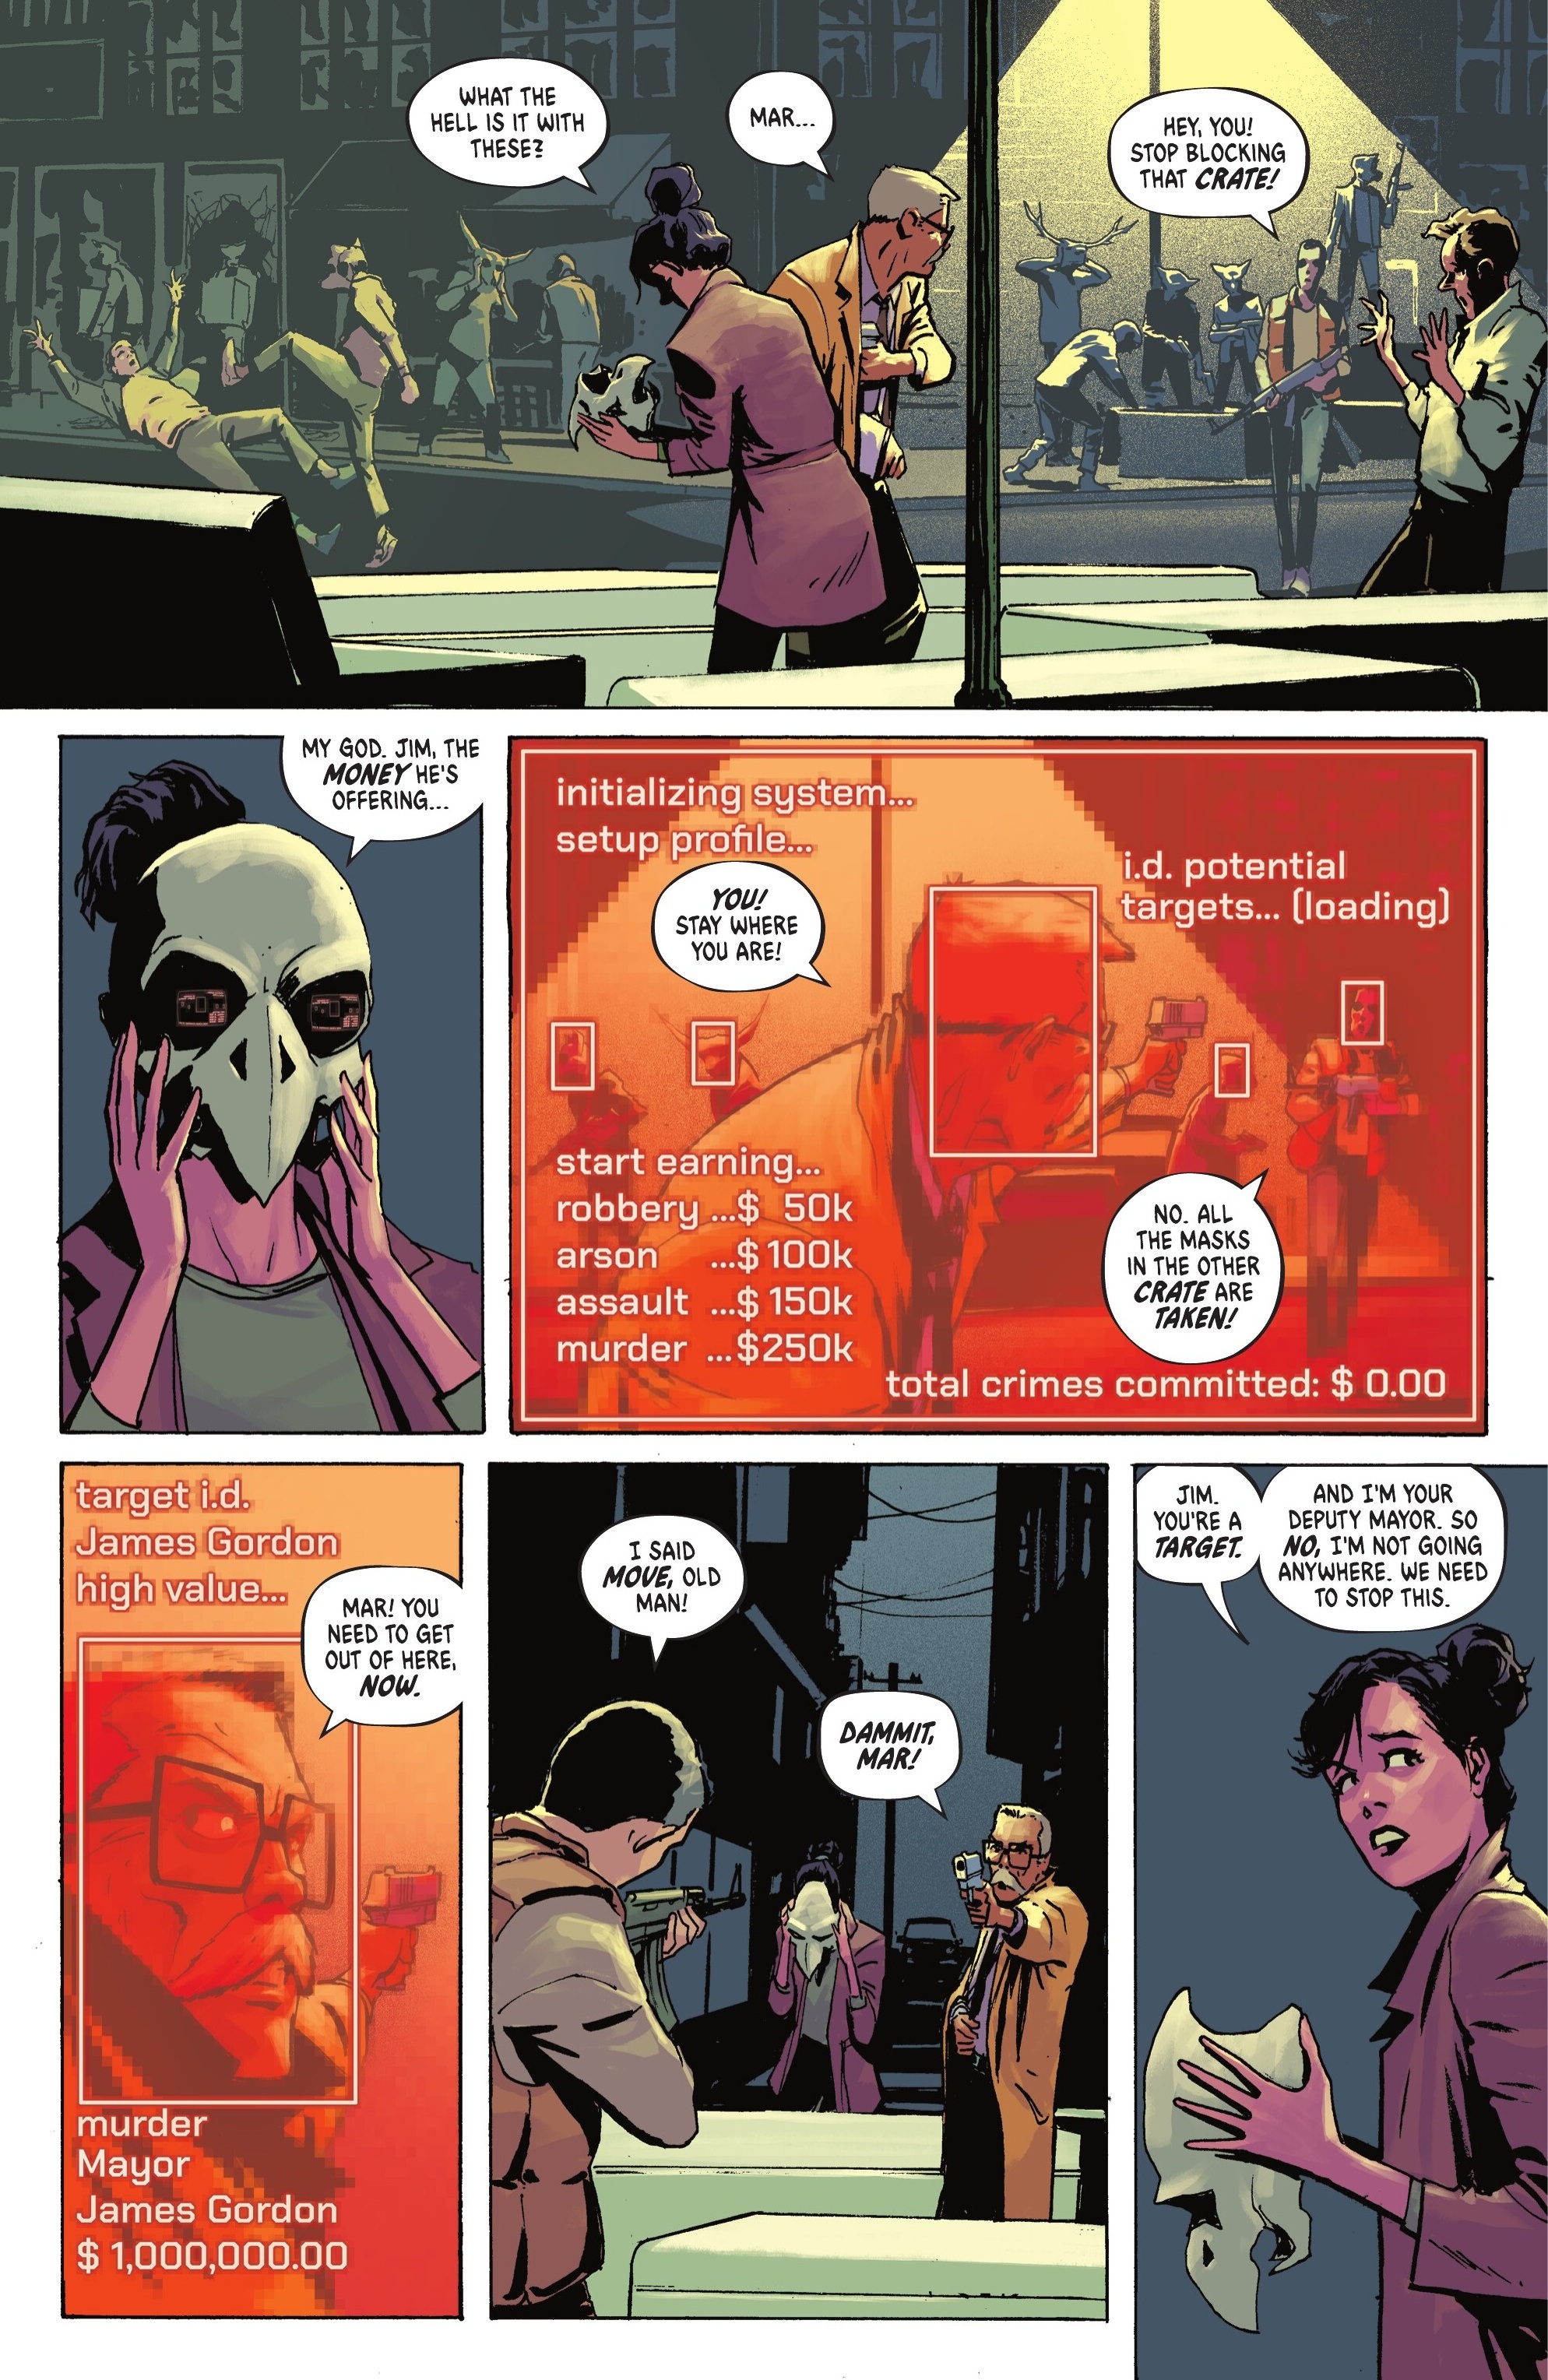 WHAT THE
HELL IS IT WITH
THESE?
MAR...
HEY, YOU!
STOP BLOCKING
THAT CRATE!
MY GOD. JIM, THE
MONEY HE'S
OFFERING...
initializing system...
setup profile...
YOU!
STAY WHERE
YOU ARE!
i.d. potential
targets... (loading)
start earning...
robbery ...$ 50k
arson ...$ 100k
assault ...$ 150k
murder ...$250k
NO. ALL
THE MASKS
IN THE OTHER
CRATE ARE
TAKEN!
total crimes committed: $ 0.00
target i.d.
James Gordon
high value...
MAR! YOU
NEED TO GET
OUT OF HERE,
NOW.
murder
Mayor
James Gordon
$ 1,000,000.00
I SAID
MOVE, OLD
MAN!
DAMMIT,
MAR!
JIM.
YOU'RE A
TARGET.
AND I'M YOUR
DEPUTY MAYOR. SO
NO, I'M NOT GOING
ANYWHERE. WE NEED
TO STOP THIS.